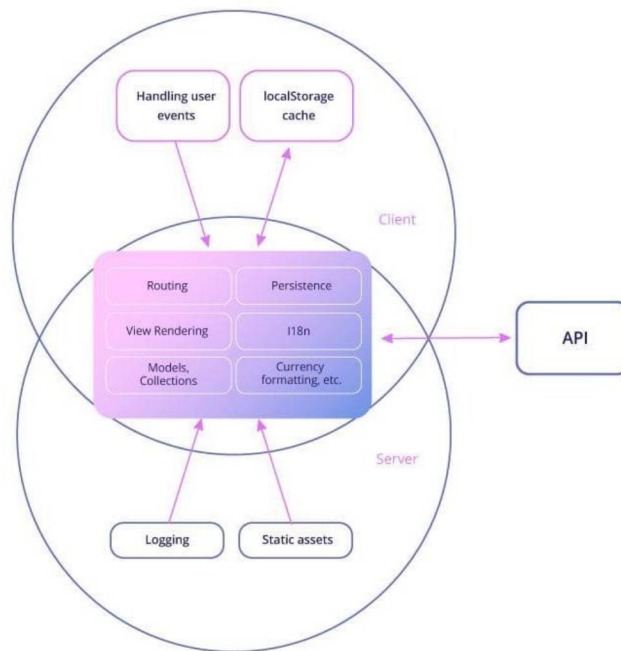 Handling user
events
localStorage
cache
Client
Routing
Persistence
View Rendering
I18n
Models,
Collections
Currency
formatting, etc.
API
Server
Logging
Static assets